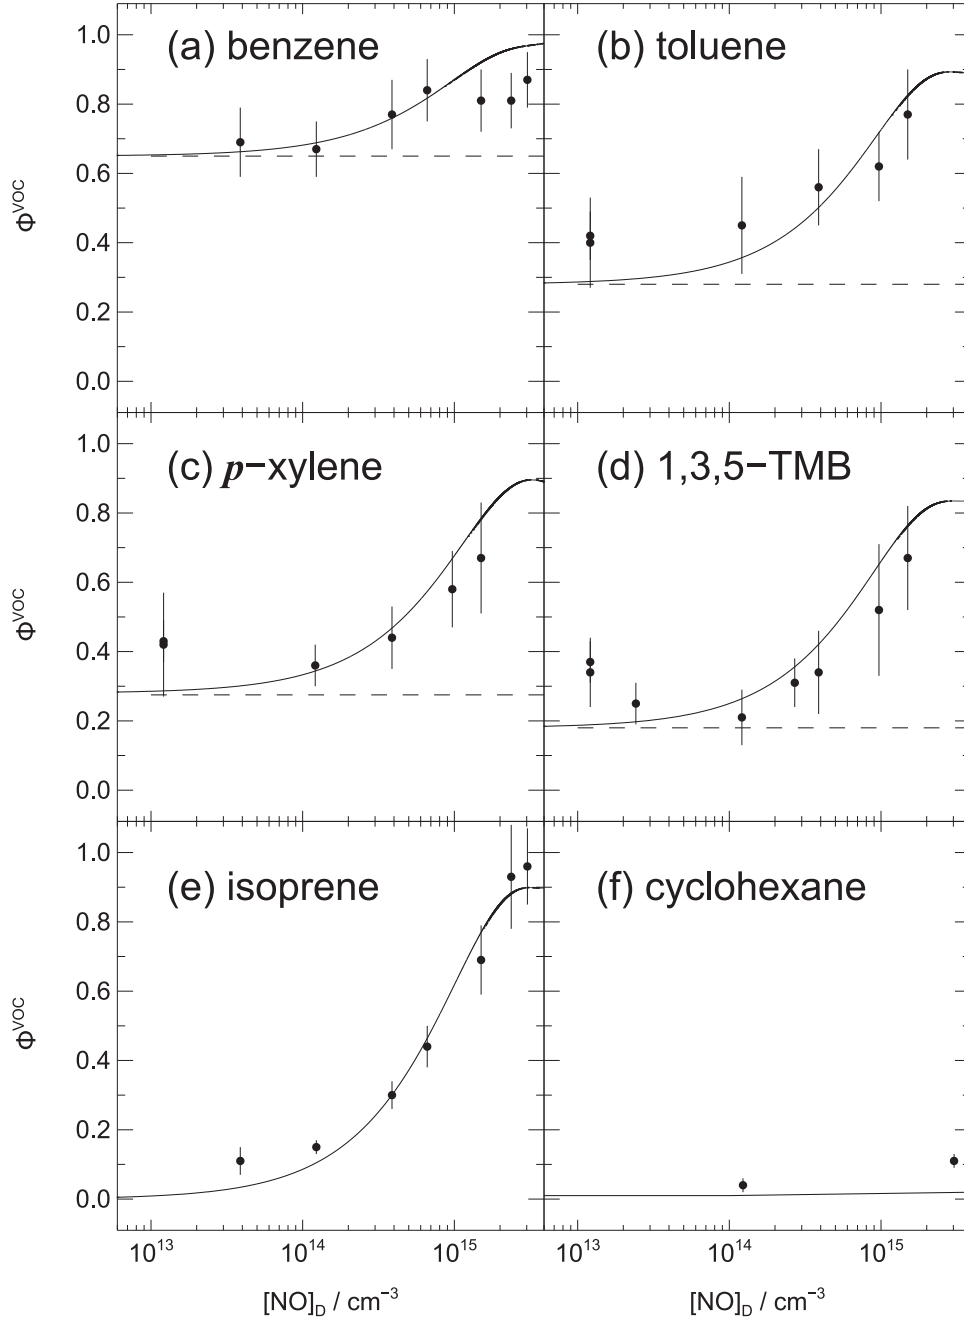 (a) benzene
(b) toluene
1.0
0.8
0.6
0.4
0.2
0.0
Φ^VOC
(c) p−xylene
(d) 1,3,5−TMB
1.0
0.8
0.6
0.4
0.2
0.0
Φ^VOC
(e) isoprene
(f) cyclohexane
1.0
0.8
0.6
0.4
0.2
0.0
Φ^VOC
10^13 10^14 10^15 10^13 10^14 10^15
[NO]_D / cm^−3 [NO]_D / cm^−3